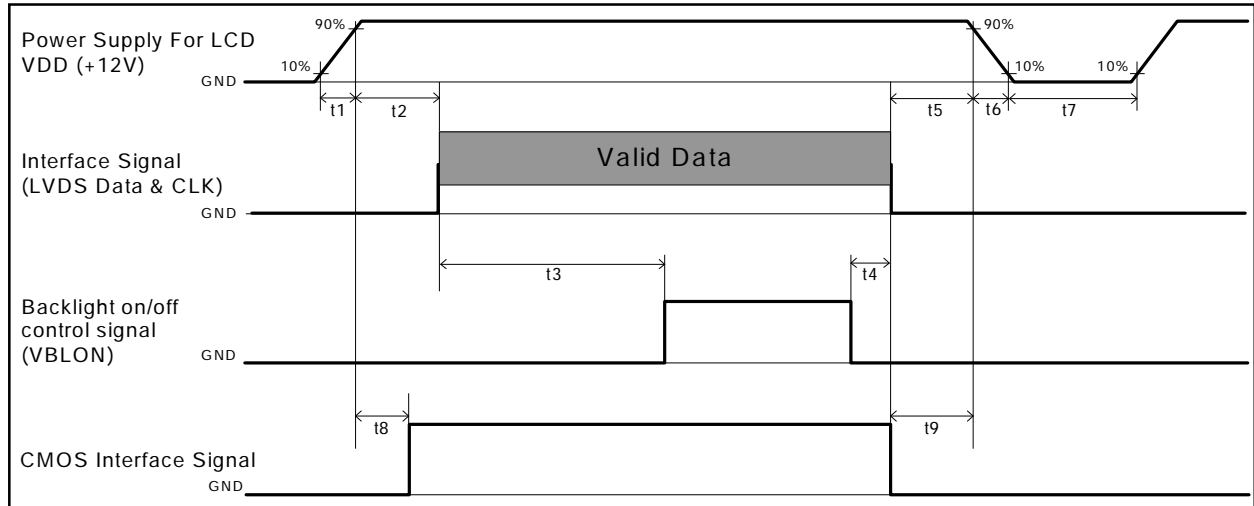 90%
90%
Power Supply For LCD
VDD (+12V)
10%
10%
10%
GND
t1
t2
t5
t6
t7
Valid Data
Interface Signal
(LVDS Data & CLK)
GND
t3
t4
Backlight on/off
control signal
(VBLON)
GND
t8
t9
CMOS Interface Signal
GND